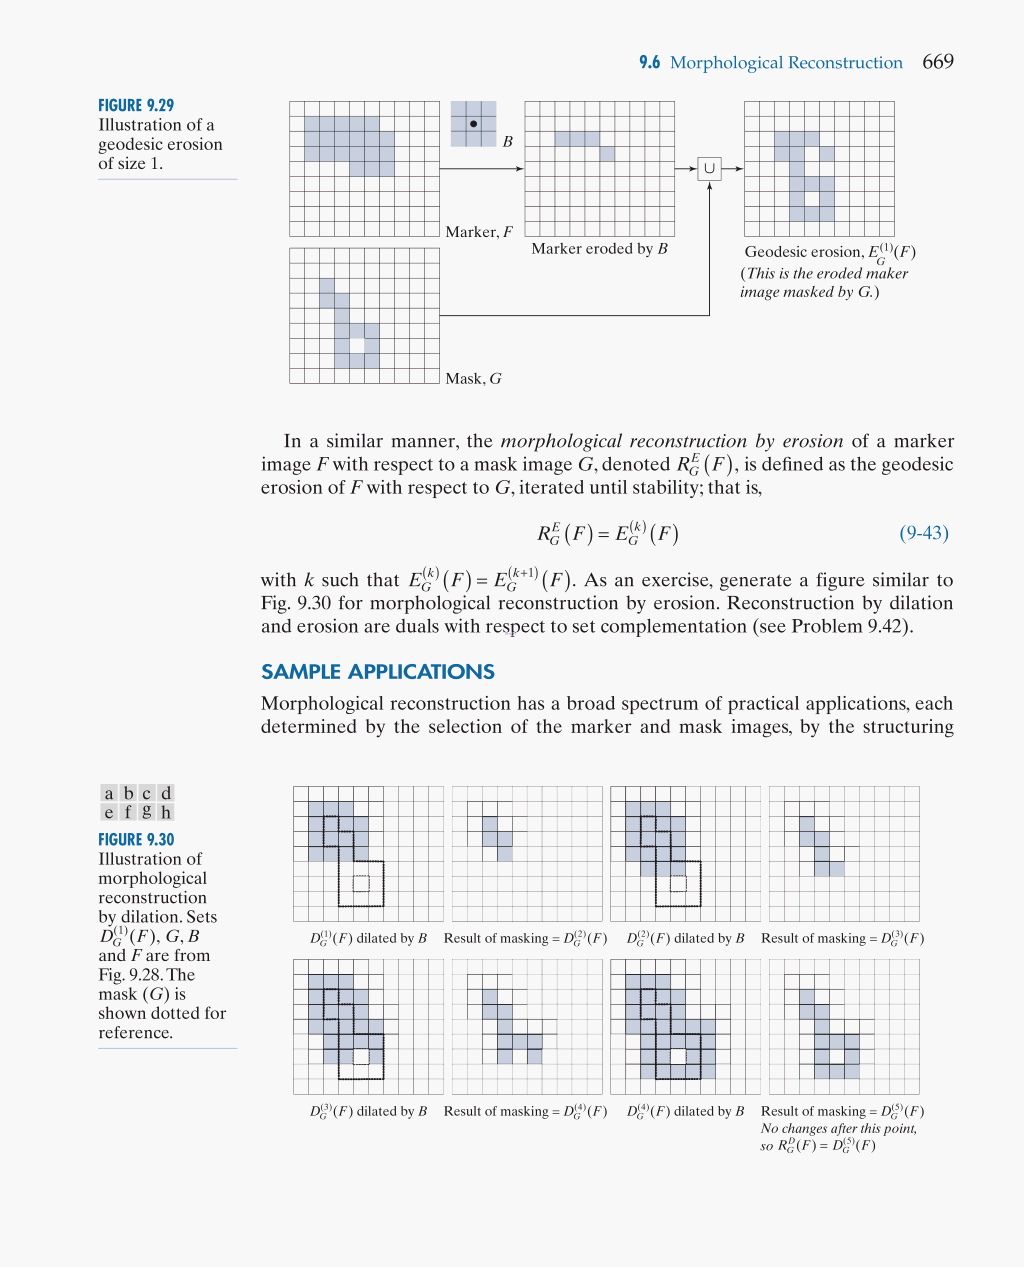 9.6 Morphological Reconstruction 669
FIGURE 9.29
Illustration of a
geodesic erosion
of size 1.
B
∪
Marker, F
Marker eroded by B
Geodesic erosion, E_G^(1)(F)
(This is the eroded maker
image masked by G.)
Mask, G
In a similar manner, the morphological reconstruction by erosion of a marker
image F with respect to a mask image G, denoted R_G^E(F), is defined as the geodesic
erosion of F with respect to G, iterated until stability; that is,
R_G^E(F) = E_G^(k)(F) (9-43)
with k such that E_G^(k)(F) = E_G^(k+1)(F). As an exercise, generate a figure similar to
Fig. 9.30 for morphological reconstruction by erosion. Reconstruction by dilation
and erosion are duals with respect to set complementation (see Problem 9.42).
SAMPLE APPLICATIONS
Morphological reconstruction has a broad spectrum of practical applications, each
determined by the selection of the marker and mask images, by the structuring
a b c d
e f g h
FIGURE 9.30
Illustration of
morphological
reconstruction
by dilation. Sets
D_G^(1)(F), G, B
and F are from
Fig. 9.28. The
mask (G) is
shown dotted for
reference.
D_G^(1)(F) dilated by B Result of masking = D_G^(2)(F) D_G^(2)(F) dilated by B Result of masking = D_G^(3)(F)
D_G^(3)(F) dilated by B Result of masking = D_G^(4)(F) D_G^(4)(F) dilated by B Result of masking = D_G^(5)(F)
No changes after this point,
so R_G^D(F) = D_G^(5)(F)